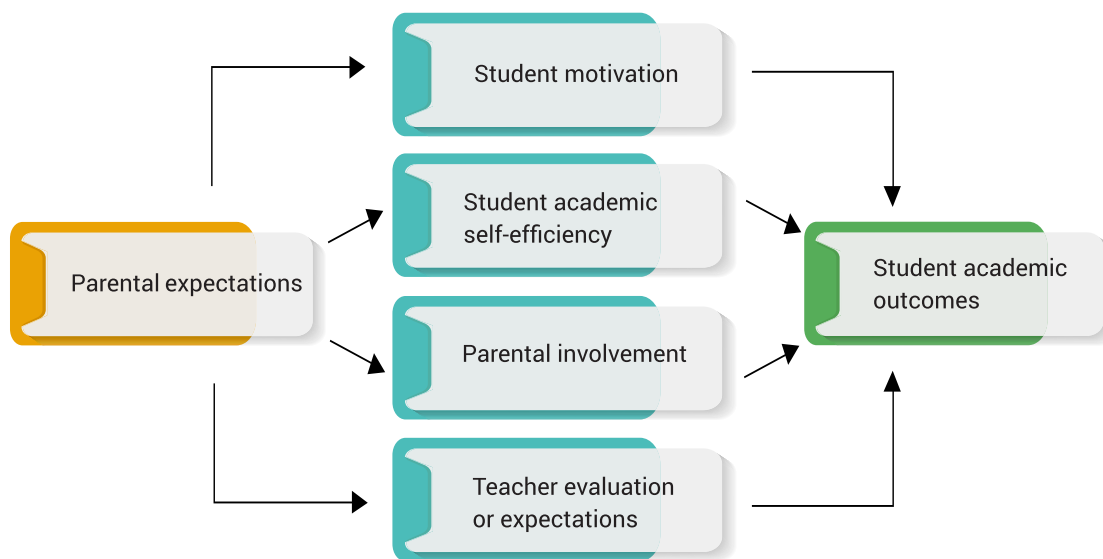 Student motivation
Student academic
self-efficiency
Parental expectations
Student academic
outcomes
Parental involvement
Teacher evaluation
or expectations